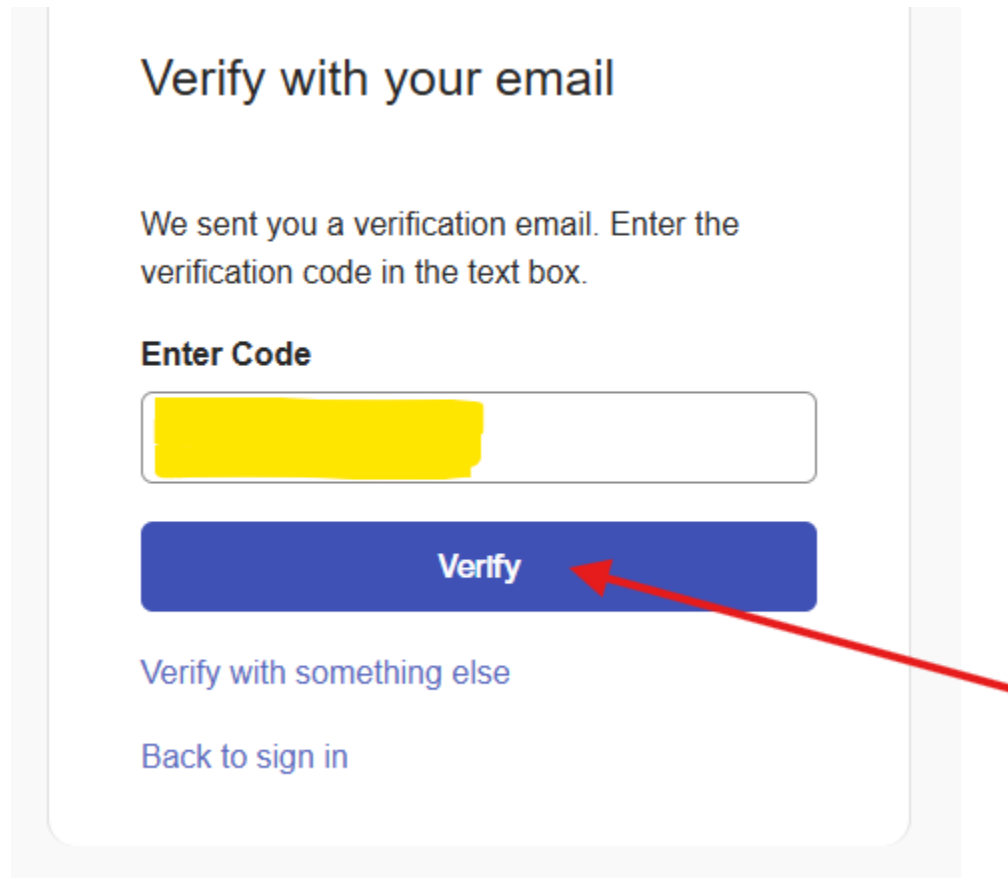 Verify with your email
We sent you a verification email. Enter the
verification code in the text box.
Enter Code
Verify
Verify with something else
Back to sign in